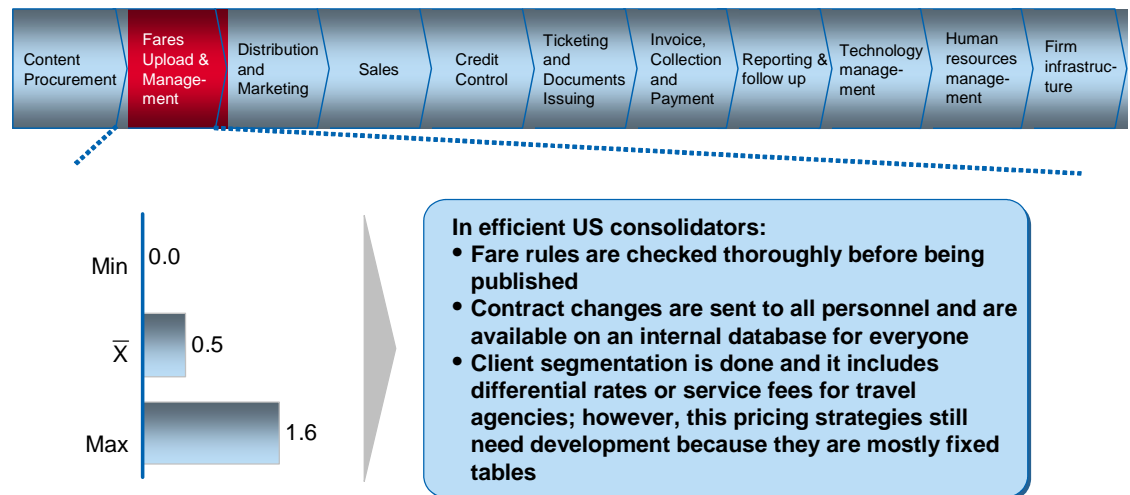 Content
Procurement
Fares
Upload &
Manage-
ment
Distribution
and
Marketing
Sales
Credit
Control
Ticketing
and
Documents
Issuing
Invoice,
Collection
and
Payment
Reporting &
follow up
Technology
manage-
ment
Human
resources
manage-
ment
Firm
infrastruc-
ture
Min 0.0
X̅ 0.5
Max 1.6
In efficient US consolidators:
• Fare rules are checked thoroughly before being
published
• Contract changes are sent to all personnel and are
available on an internal database for everyone
• Client segmentation is done and it includes
differential rates or service fees for travel
agencies; however, this pricing strategies still
need development because they are mostly fixed
tables